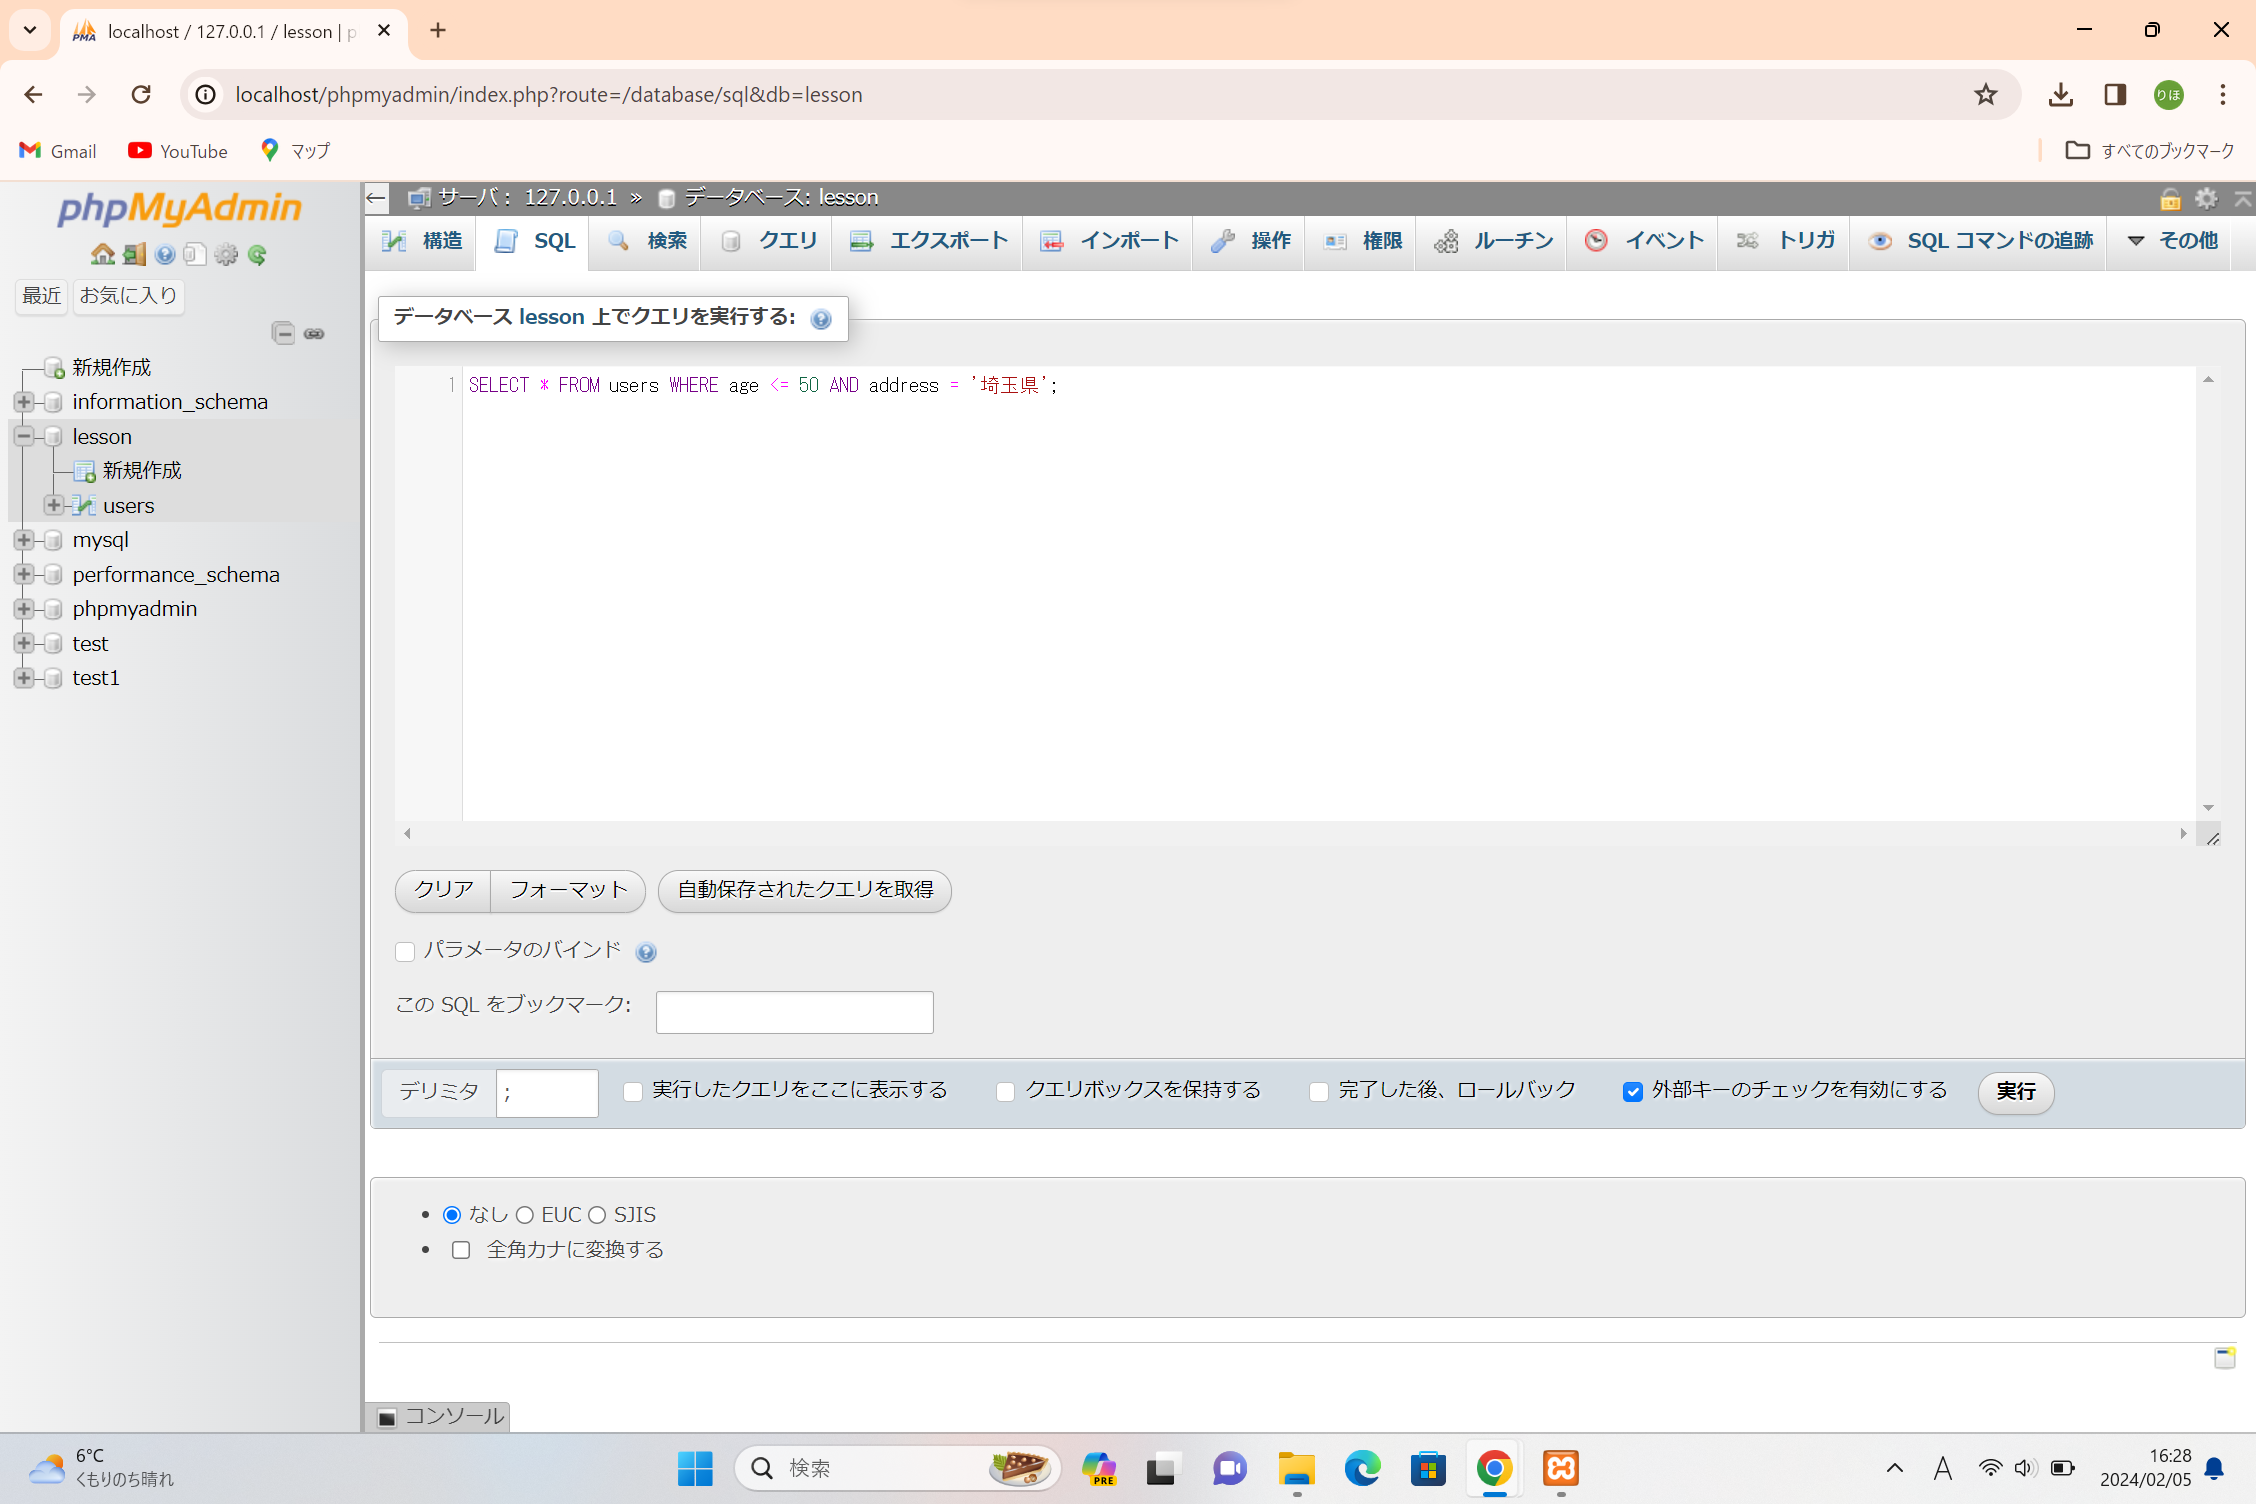 localhost / 127.0.0.1 / lesson | p
localhost/phpmyadmin/index.php?route=/database/sql&db=lesson
りほ
Gmail YouTube マップ すべてのブックマーク
phpMyAdmin
最近 お気に入り
新規作成
information_schema
lesson
新規作成
users
mysql
performance_schema
phpmyadmin
test
test1
サーバ: 127.0.0.1 » データベース: lesson
構造 SQL 検索 クエリ エクスポート インポート 操作 権限 ルーチン イベント トリガ SQL コマンドの追跡 その他
データベース lesson 上でクエリを実行する:
1 SELECT * FROM users WHERE age <= 50 AND address = '埼玉県';
クリア フォーマット 自動保存されたクエリを取得
パラメータのバインド
この SQL をブックマーク:
デリミタ ; 実行したクエリをここに表示する クエリボックスを保持する 完了した後、ロールバック 外部キーのチェックを有効にする 実行
なし EUC SJIS
全角カナに変換する
コンソール
6°C
くもりのち晴れ
検索
PRE
A
16:28
2024/02/05